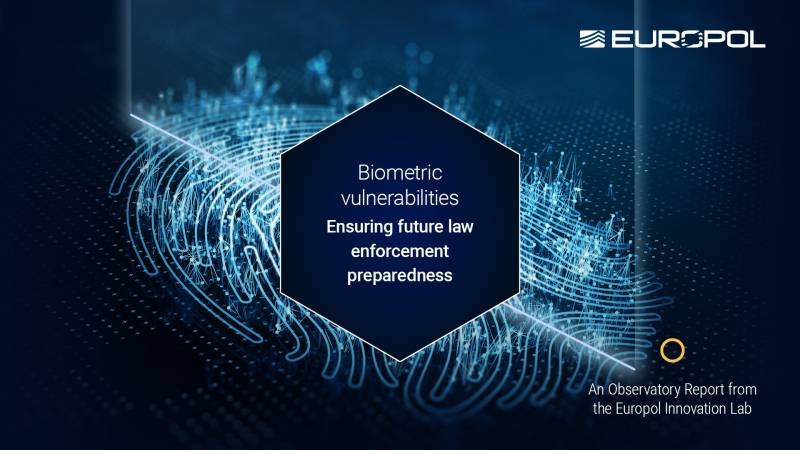 EUROPOL
Biometric
vulnerabilities
Ensuring future law
enforcement
preparedness
An Observatory Report from
the Europol Innovation Lab